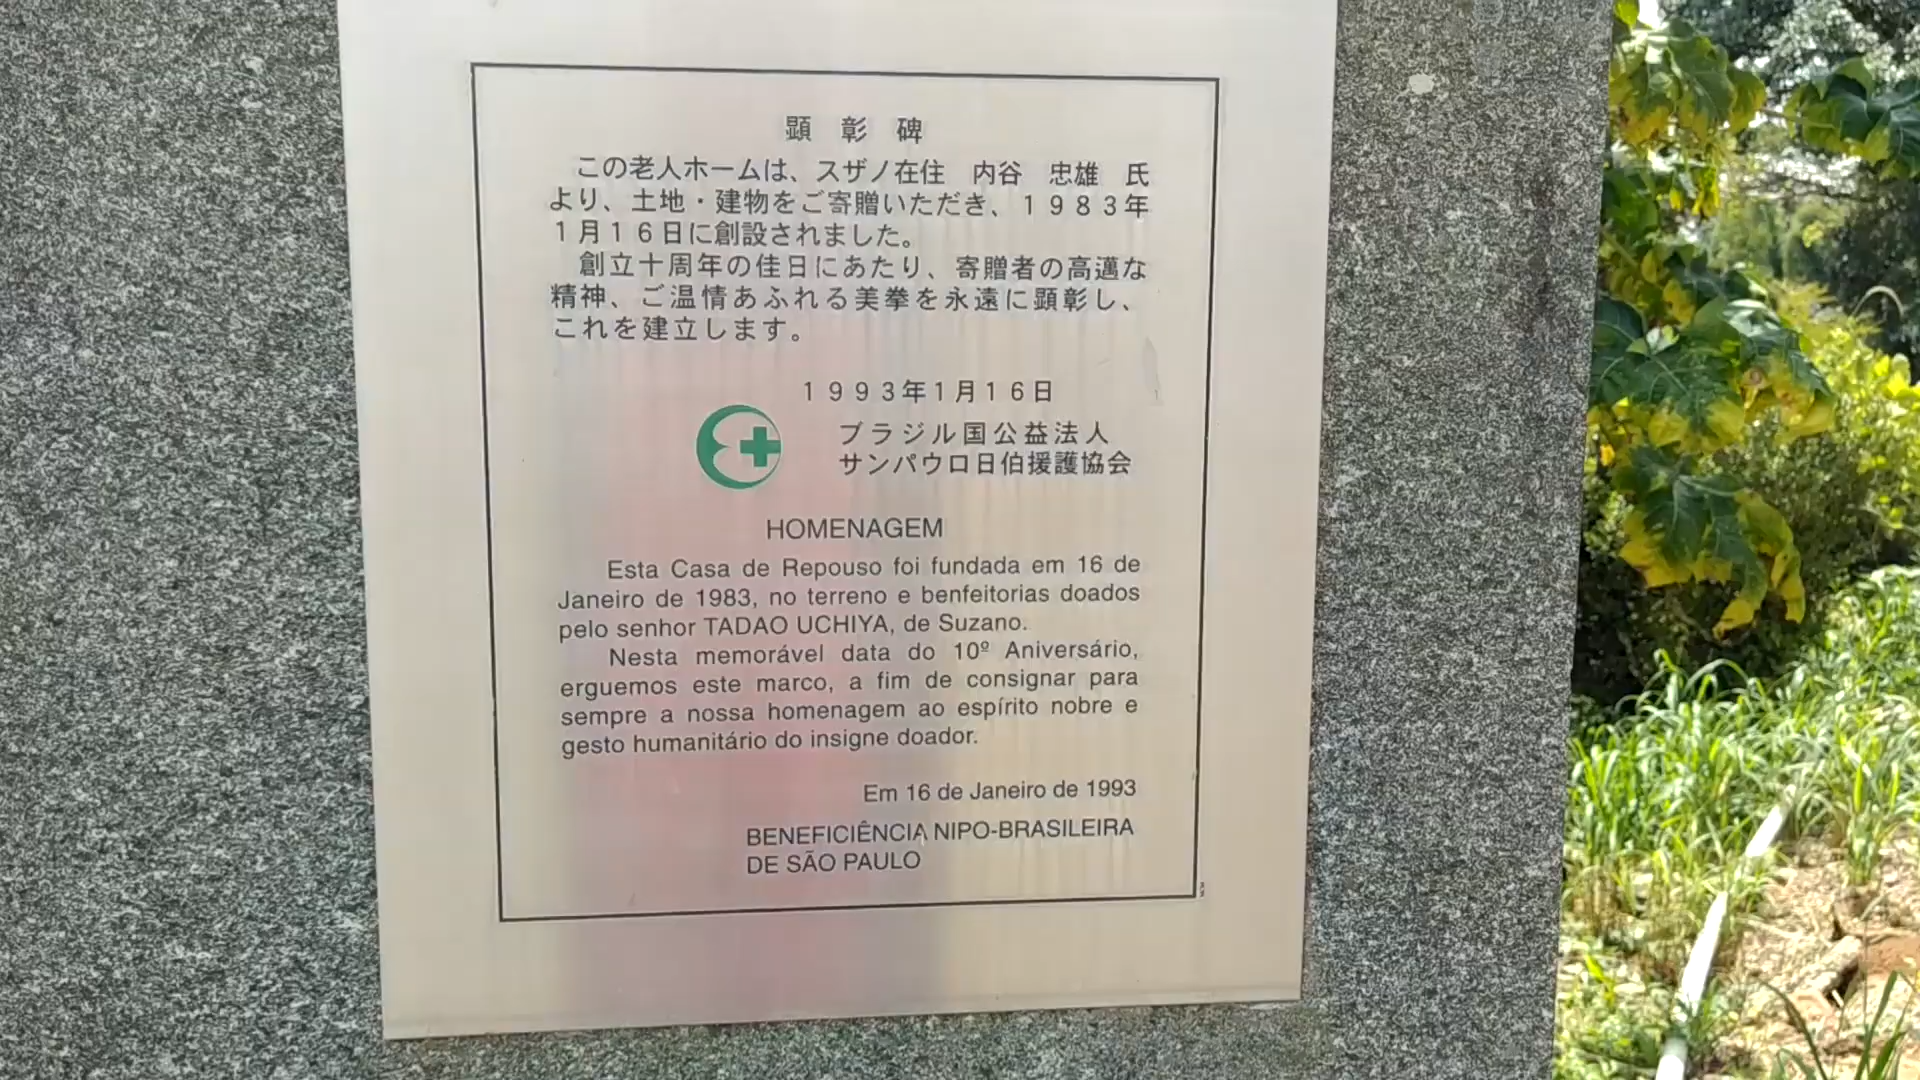 顕彰碑
この老人ホームは、スザノ在住 内谷 忠雄 氏
より、土地・建物をご寄贈いただき、1983年
1月16日に創設されました。
創立十周年の佳日にあたり、寄贈者の高邁な
精神、ご温情あふれる美挙を永遠に顕彰し、
これを建立します。
1993年1月16日
ブラジル国公益法人
サンパウロ日伯援護協会
HOMENAGEM
Esta Casa de Repouso foi fundada em 16 de
Janeiro de 1983, no terreno e benfeitorias doados
pelo senhor TADAO UCHIYA, de Suzano.
Nesta memorável data do 10º Aniversário,
erguemos este marco, a fim de consignar para
sempre a nossa homenagem ao espírito nobre e
gesto humanitário do insigne doador.
Em 16 de Janeiro de 1993
BENEFICIÊNCIA NIPO-BRASILEIRA
DE SÃO PAULO